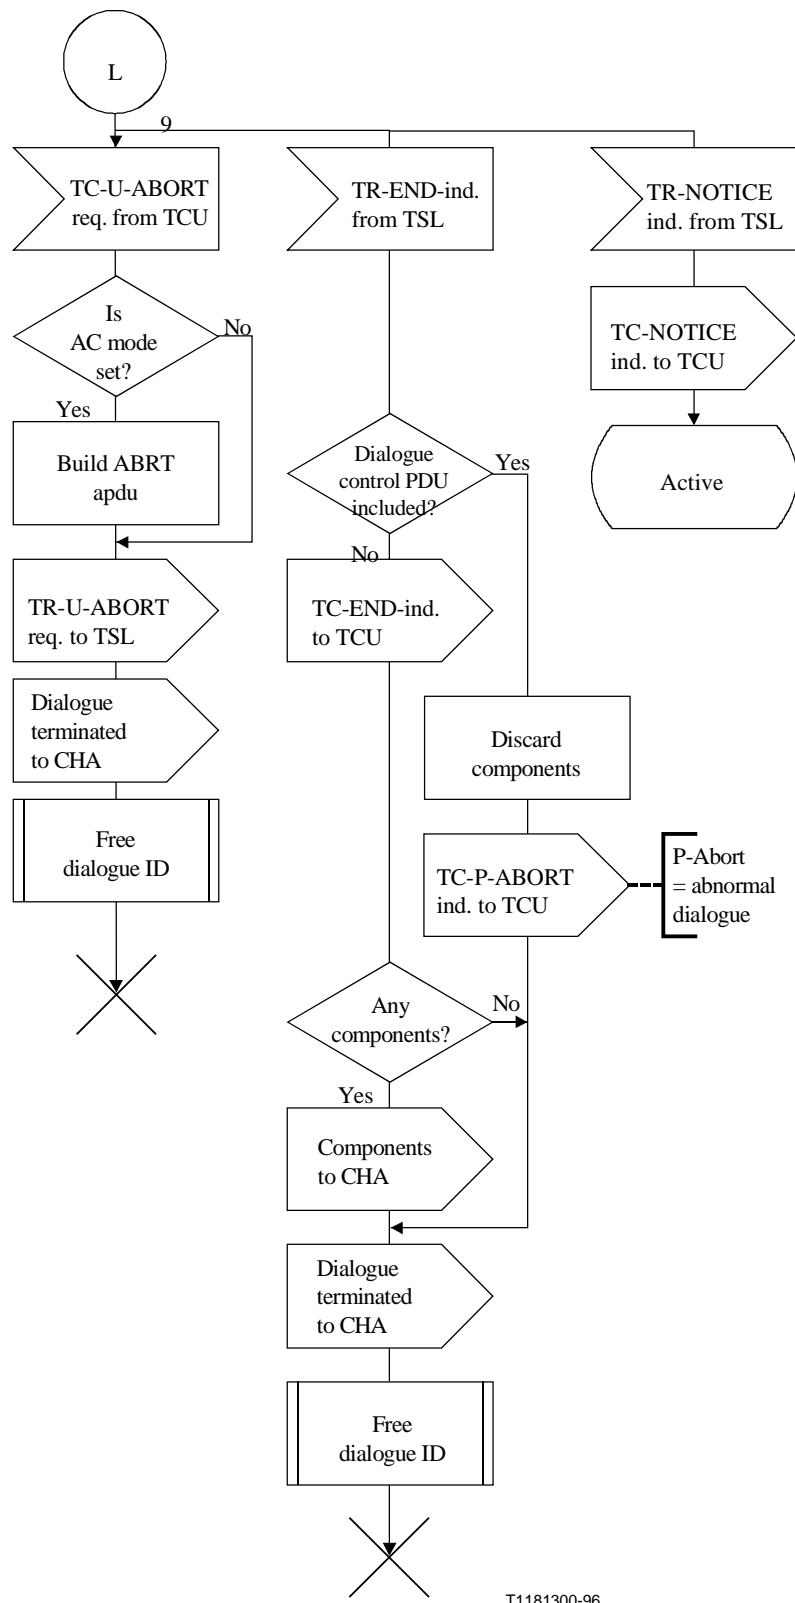 L
9
TC-U-ABORT
req. from TCU
TR-END-ind.
from TSL
TR-NOTICE
ind. from TSL
Is
AC mode
set?
No
Yes
TC-NOTICE
ind. to TCU
Build ABRT
apdu
Dialogue
control PDU
included?
Yes
No
Active
TR-U-ABORT
req. to TSL
TC-END-ind.
to TCU
Dialogue
terminated
to CHA
Discard
components
Free
dialogue ID
TC-P-ABORT
ind. to TCU
P-Abort
= abnormal
dialogue
Any
components?
No
Yes
Components
to CHA
Dialogue
terminated
to CHA
Free
dialogue ID
T1181300-96